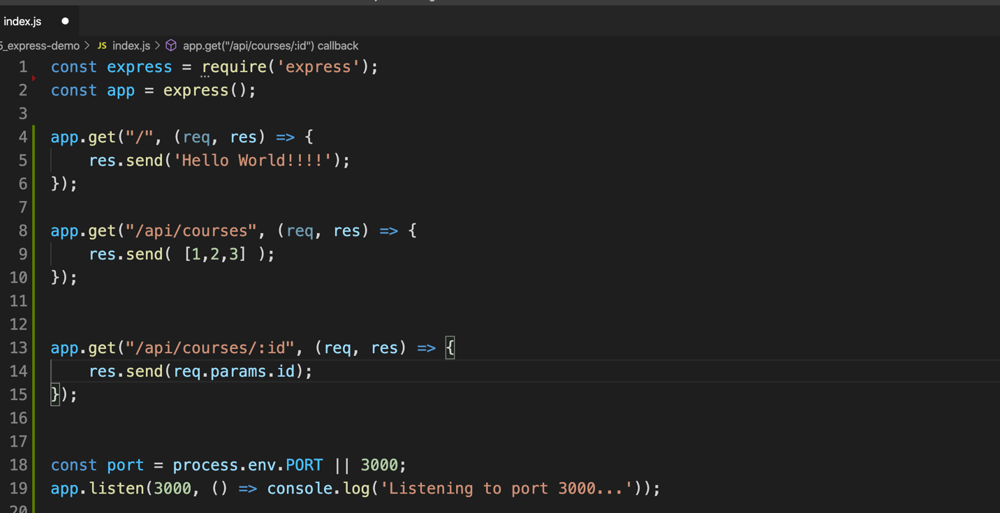 index.js
5_express-demo > JS index.js > app.get("/api/courses/:id") callback
1 const express = require('express');
2 const app = express();
3
4 app.get("/", (req, res) => {
5 res.send('Hello World!!!!');
6 });
7
8 app.get("/api/courses", (req, res) => {
9 res.send( [1,2,3] );
10 });
11
12
13 app.get("/api/courses/:id", (req, res) => {
14 res.send(req.params.id);
15 });
16
17
18 const port = process.env.PORT || 3000;
19 app.listen(3000, () => console.log('Listening to port 3000...'));
20